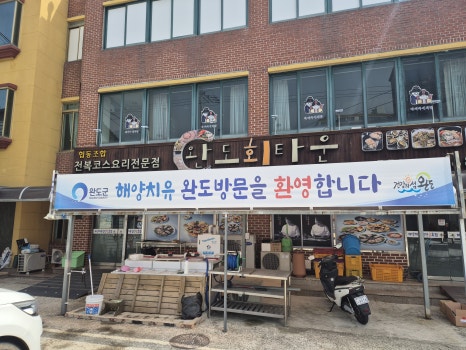 협동조합
전복코스요리전문점
완도회타운
완도군
해양치유 완도방문을 환영합니다
건강의 섬 완도